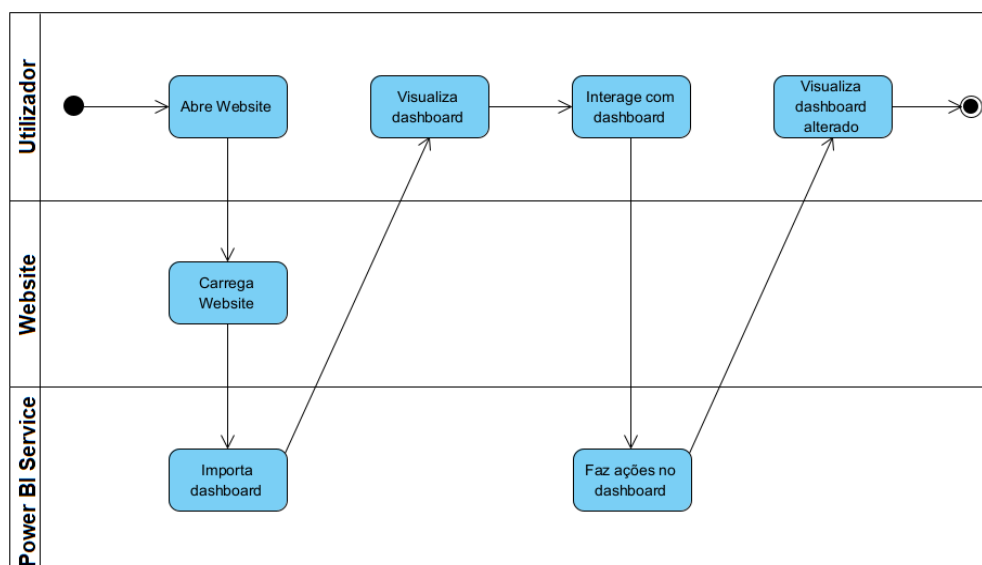 Utilizador
Abre Website
Visualiza
dashboard
Interage com
dashboard
Visualiza
dashboard
alterado
Website
Carrega
Website
Power BI Service
Importa
dashboard
Faz ações no
dashboard